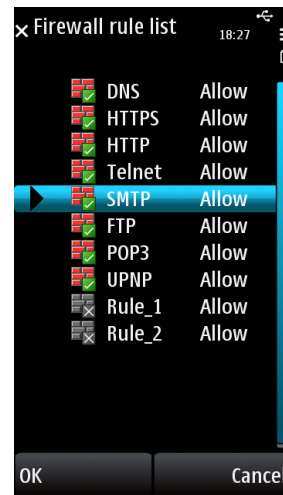 × Firewall rule list
18:27
DNS Allow
HTTPS Allow
HTTP Allow
Telnet Allow
SMTP Allow
FTP Allow
POP3 Allow
UPNP Allow
Rule_1 Allow
Rule_2 Allow
OK Cancel